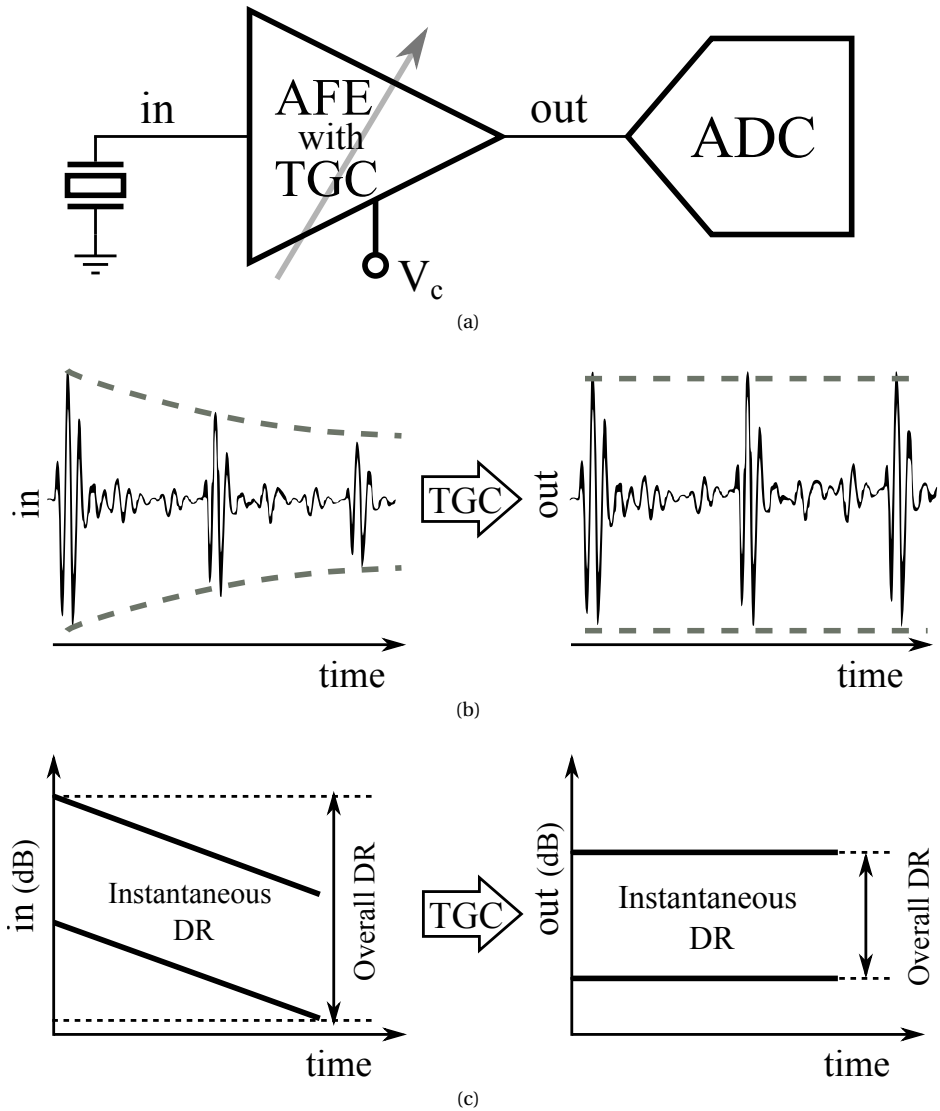 in
AFE
with
TGC
out
ADC
Vc
(a)
in
time
TGC
out
time
(b)
in (dB)
Instantaneous
DR
Overall DR
time
TGC
out (dB)
Instantaneous
DR
Overall DR
time
(c)